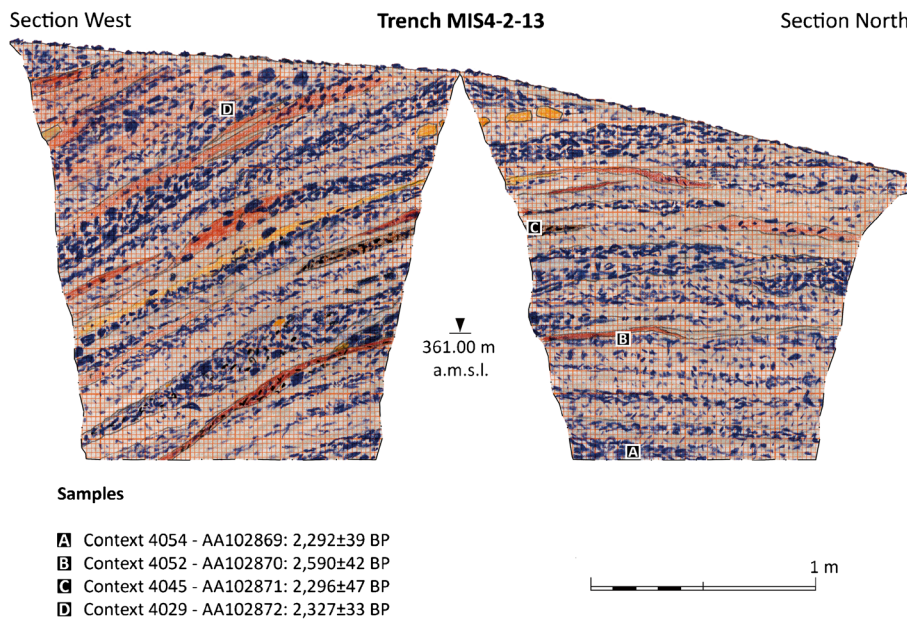 Section West
Trench MIS4-2-13
Section North
D
C
B
361.00 m
a.m.s.l.
A
Samples
A Context 4054 - AA102869: 2,292±39 BP
B Context 4052 - AA102870: 2,590±42 BP
C Context 4045 - AA102871: 2,296±47 BP
D Context 4029 - AA102872: 2,327±33 BP
1 m